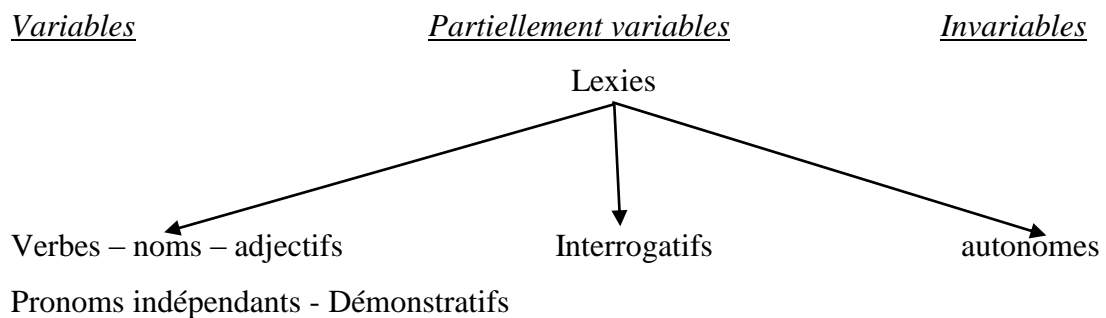 Variables Partiellement variables Invariables
Lexies
Verbes – noms – adjectifs Interrogatifs autonomes
Pronoms indépendants - Démonstratifs